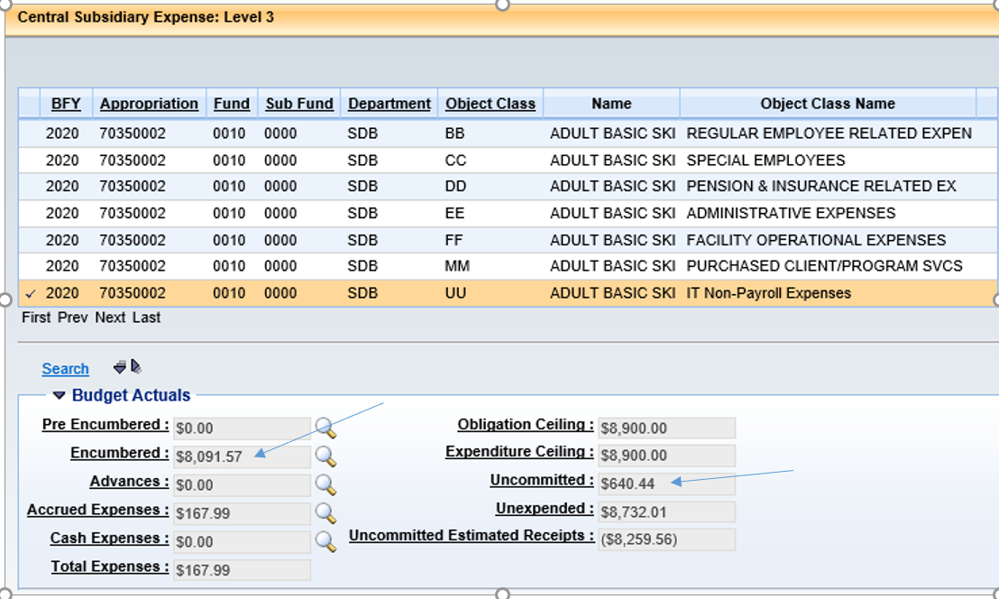 Central Subsidiary Expense: Level 3
BFY Appropriation Fund Sub Fund Department Object Class Name Object Class Name
2020 70350002 0010 0000 SDB BB ADULT BASIC SKI REGULAR EMPLOYEE RELATED EXPEN
2020 70350002 0010 0000 SDB CC ADULT BASIC SKI SPECIAL EMPLOYEES
2020 70350002 0010 0000 SDB DD ADULT BASIC SKI PENSION & INSURANCE RELATED EX
2020 70350002 0010 0000 SDB EE ADULT BASIC SKI ADMINISTRATIVE EXPENSES
2020 70350002 0010 0000 SDB FF ADULT BASIC SKI FACILITY OPERATIONAL EXPENSES
2020 70350002 0010 0000 SDB MM ADULT BASIC SKI PURCHASED CLIENT/PROGRAM SVCS
✓ 2020 70350002 0010 0000 SDB UU ADULT BASIC SKI IT Non-Payroll Expenses
First Prev Next Last
Search
Budget Actuals
Pre Encumbered : $0.00 Obligation Ceiling : $8,900.00
Encumbered : $8,091.57 Expenditure Ceiling : $8,900.00
Advances : $0.00 Uncommitted : $640.44
Accrued Expenses : $167.99 Unexpended : $8,732.01
Cash Expenses : $0.00 Uncommitted Estimated Receipts : ($8,259.56)
Total Expenses : $167.99